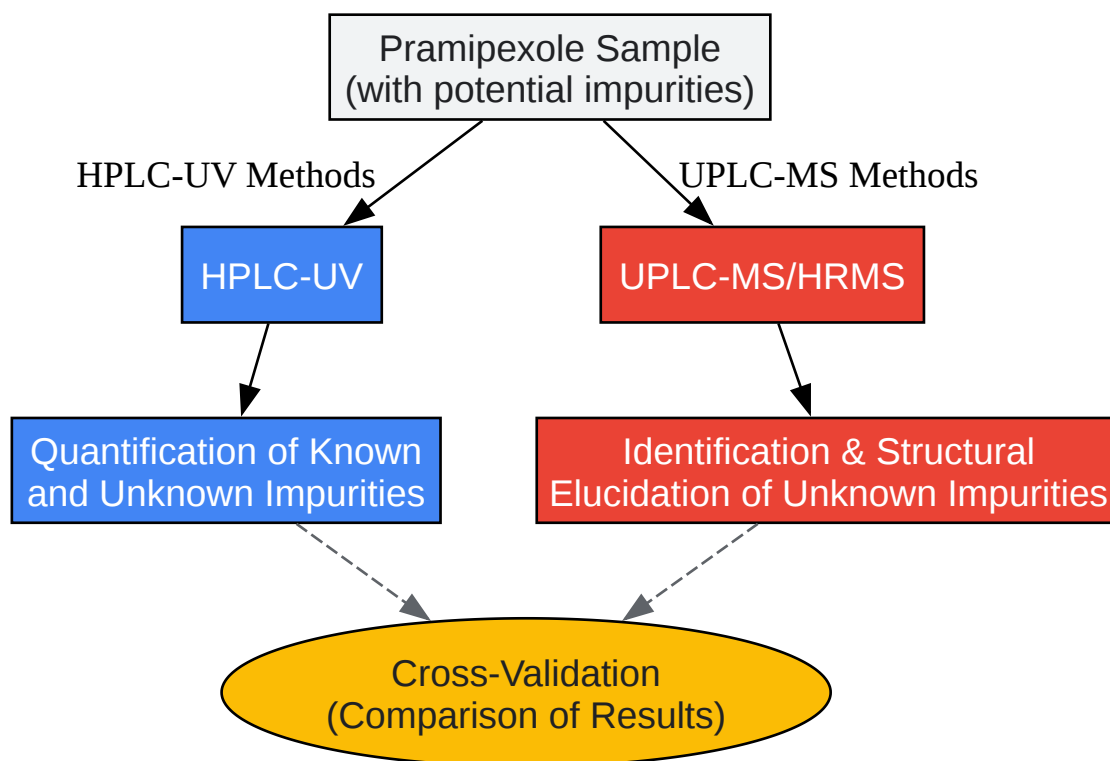 Pramipexole Sample
(with potential impurities)
HPLC-UV Methods
UPLC-MS Methods
HPLC-UV
UPLC-MS/HRMS
Quantification of Known
and Unknown Impurities
Identification & Structural
Elucidation of Unknown Impurities
Cross-Validation
(Comparison of Results)